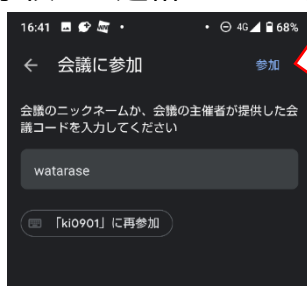 16:41 4G 68%
会議に参加 参加
会議のニックネームか、会議の主催者が提供した会
議コードを入力してください
watarase
「ki0901」に再参加